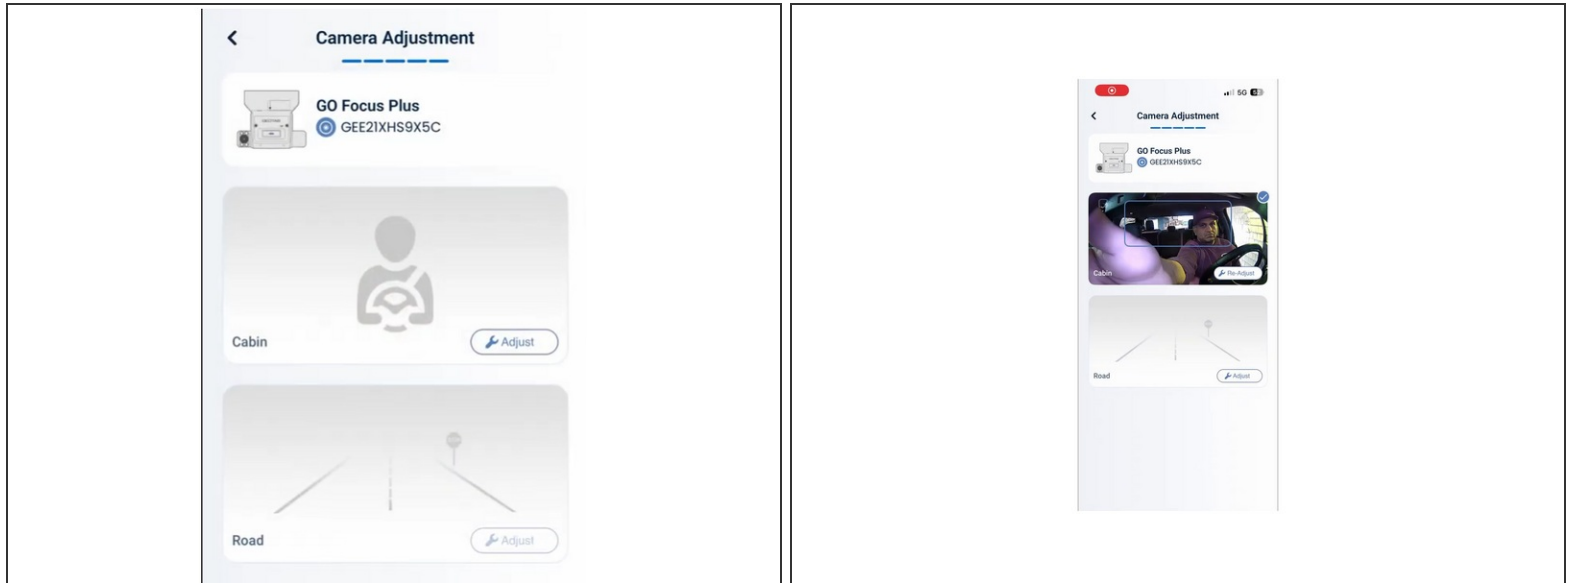 Camera Adjustment
GO Focus Plus
GEE21XHS9X5C
Cabin
Adjust
Road
Adjust
5G
Camera Adjustment
GO Focus Plus
GEE21XHS9X5C
Cabin
Re-Adjust
Road
Adjust